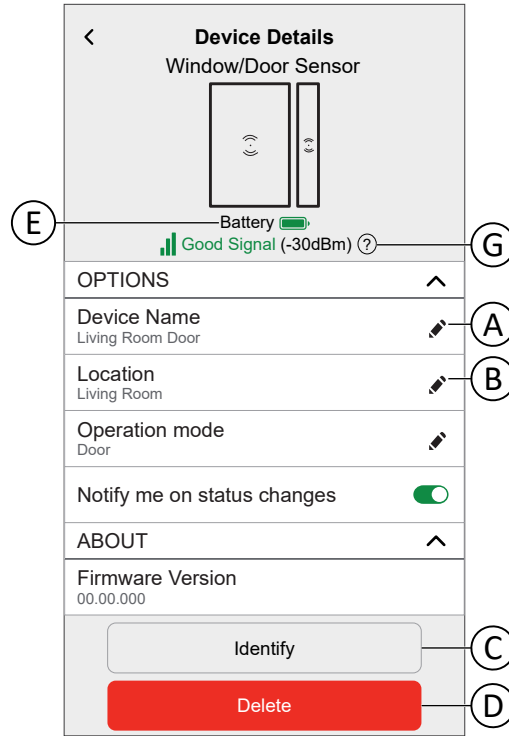 Device Details
Window/Door Sensor
E
Battery
Good Signal (-30dBm) ?
G
OPTIONS
Device Name
Living Room Door
A
Location
Living Room
B
Operation mode
Door
Notify me on status changes
ABOUT
Firmware Version
00.00.000
Identify
C
Delete
D